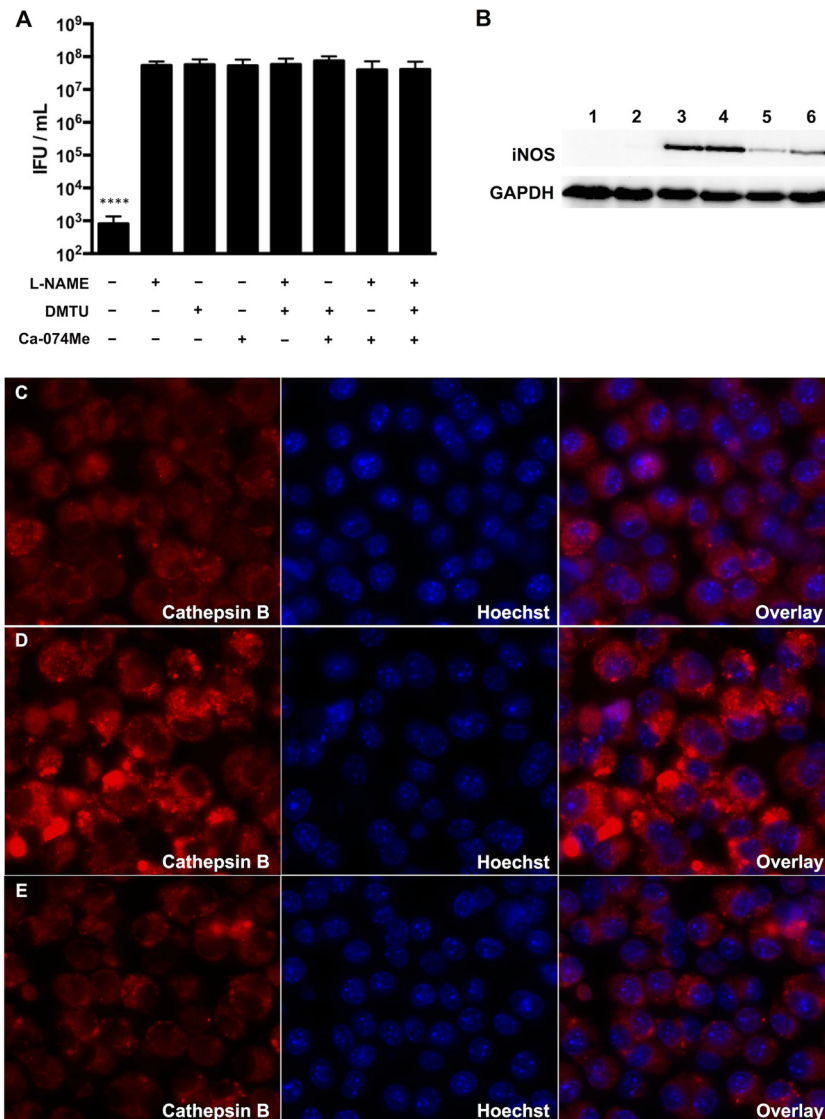 A
10⁹
10⁸
10⁷
10⁶
10⁵
10⁴
10³
10²
IFU / mL
****
L-NAME – + – – + – + +
DMTU – – + – + + – +
Ca-074Me – – – + – + + +
B
1 2 3 4 5 6
iNOS
GAPDH
C
Cathepsin B Hoechst Overlay
D
Cathepsin B Hoechst Overlay
E
Cathepsin B Hoechst Overlay